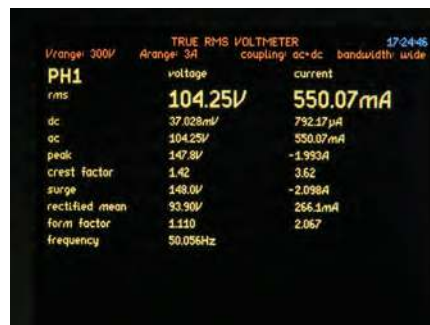 TRUE RMS VOLTMETER 17:24:46
Vrange: 300V Arange: 3A coupling: ac+dc bandwidth: wide
PH1 voltage current
rms 104.25V 550.07mA
dc 37.028mV 792.17µA
ac 104.25V 550.07mA
peak 147.8V -1.993A
crest factor 1.42 3.62
surge 148.0V -2.098A
rectified mean 93.90V 266.1mA
form factor 1.110 2.067
frequency 50.056Hz